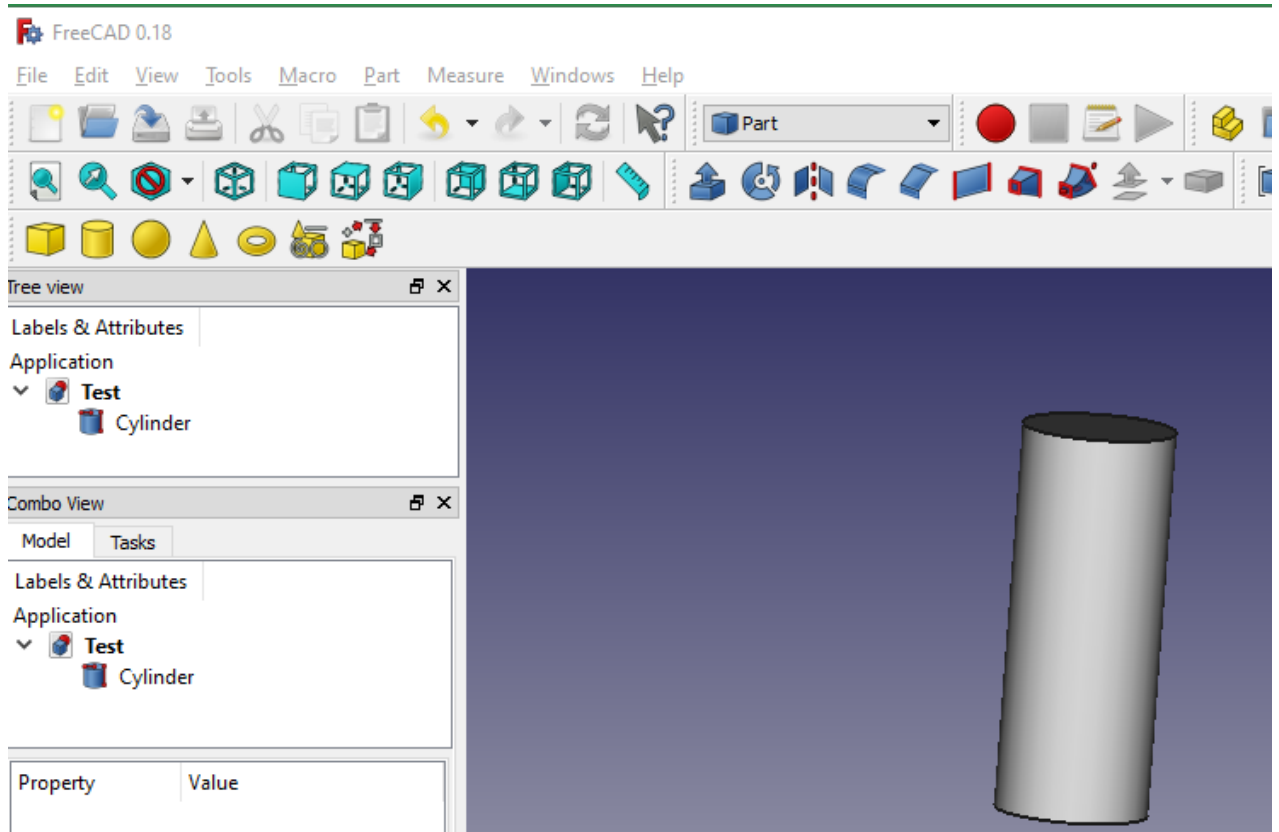 FreeCAD 0.18
File Edit View Tools Macro Part Measure Windows Help
Part
Tree view
Labels & Attributes
Application
Test
Cylinder
Combo View
Model Tasks
Labels & Attributes
Application
Test
Cylinder
Property Value